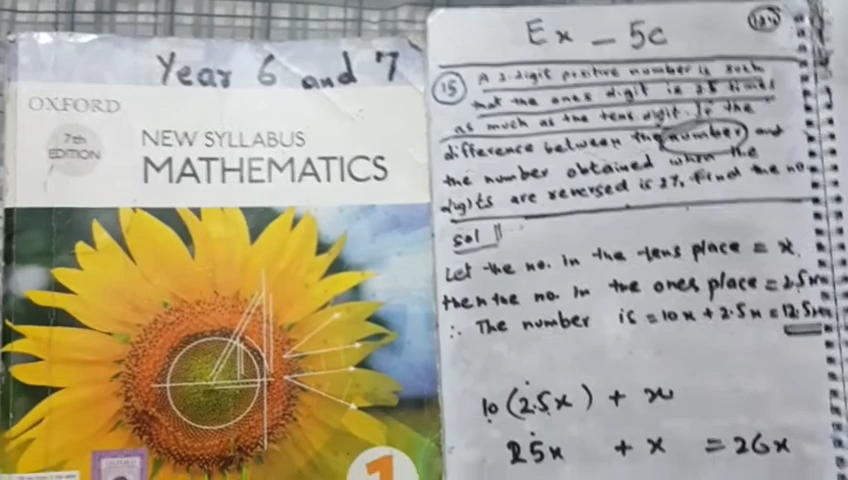 Year 6 and 7
OXFORD
7th
EDITION
NEW SYLLABUS
MATHEMATICS
1
Ex - 5c
15 A 2-digit positive number is such
that the ones digit is 2.5 times
as much as the tens digit. If the
difference between the number and
the number obtained when the
digits are reversed is 27, Find the no
Sol
Let the no. in the tens place = x.
then the no. in the ones place = 2.5x
∴ The number is = 10x + 2.5x = 12.5x
10 (2.5x) + x
25x + x = 26x